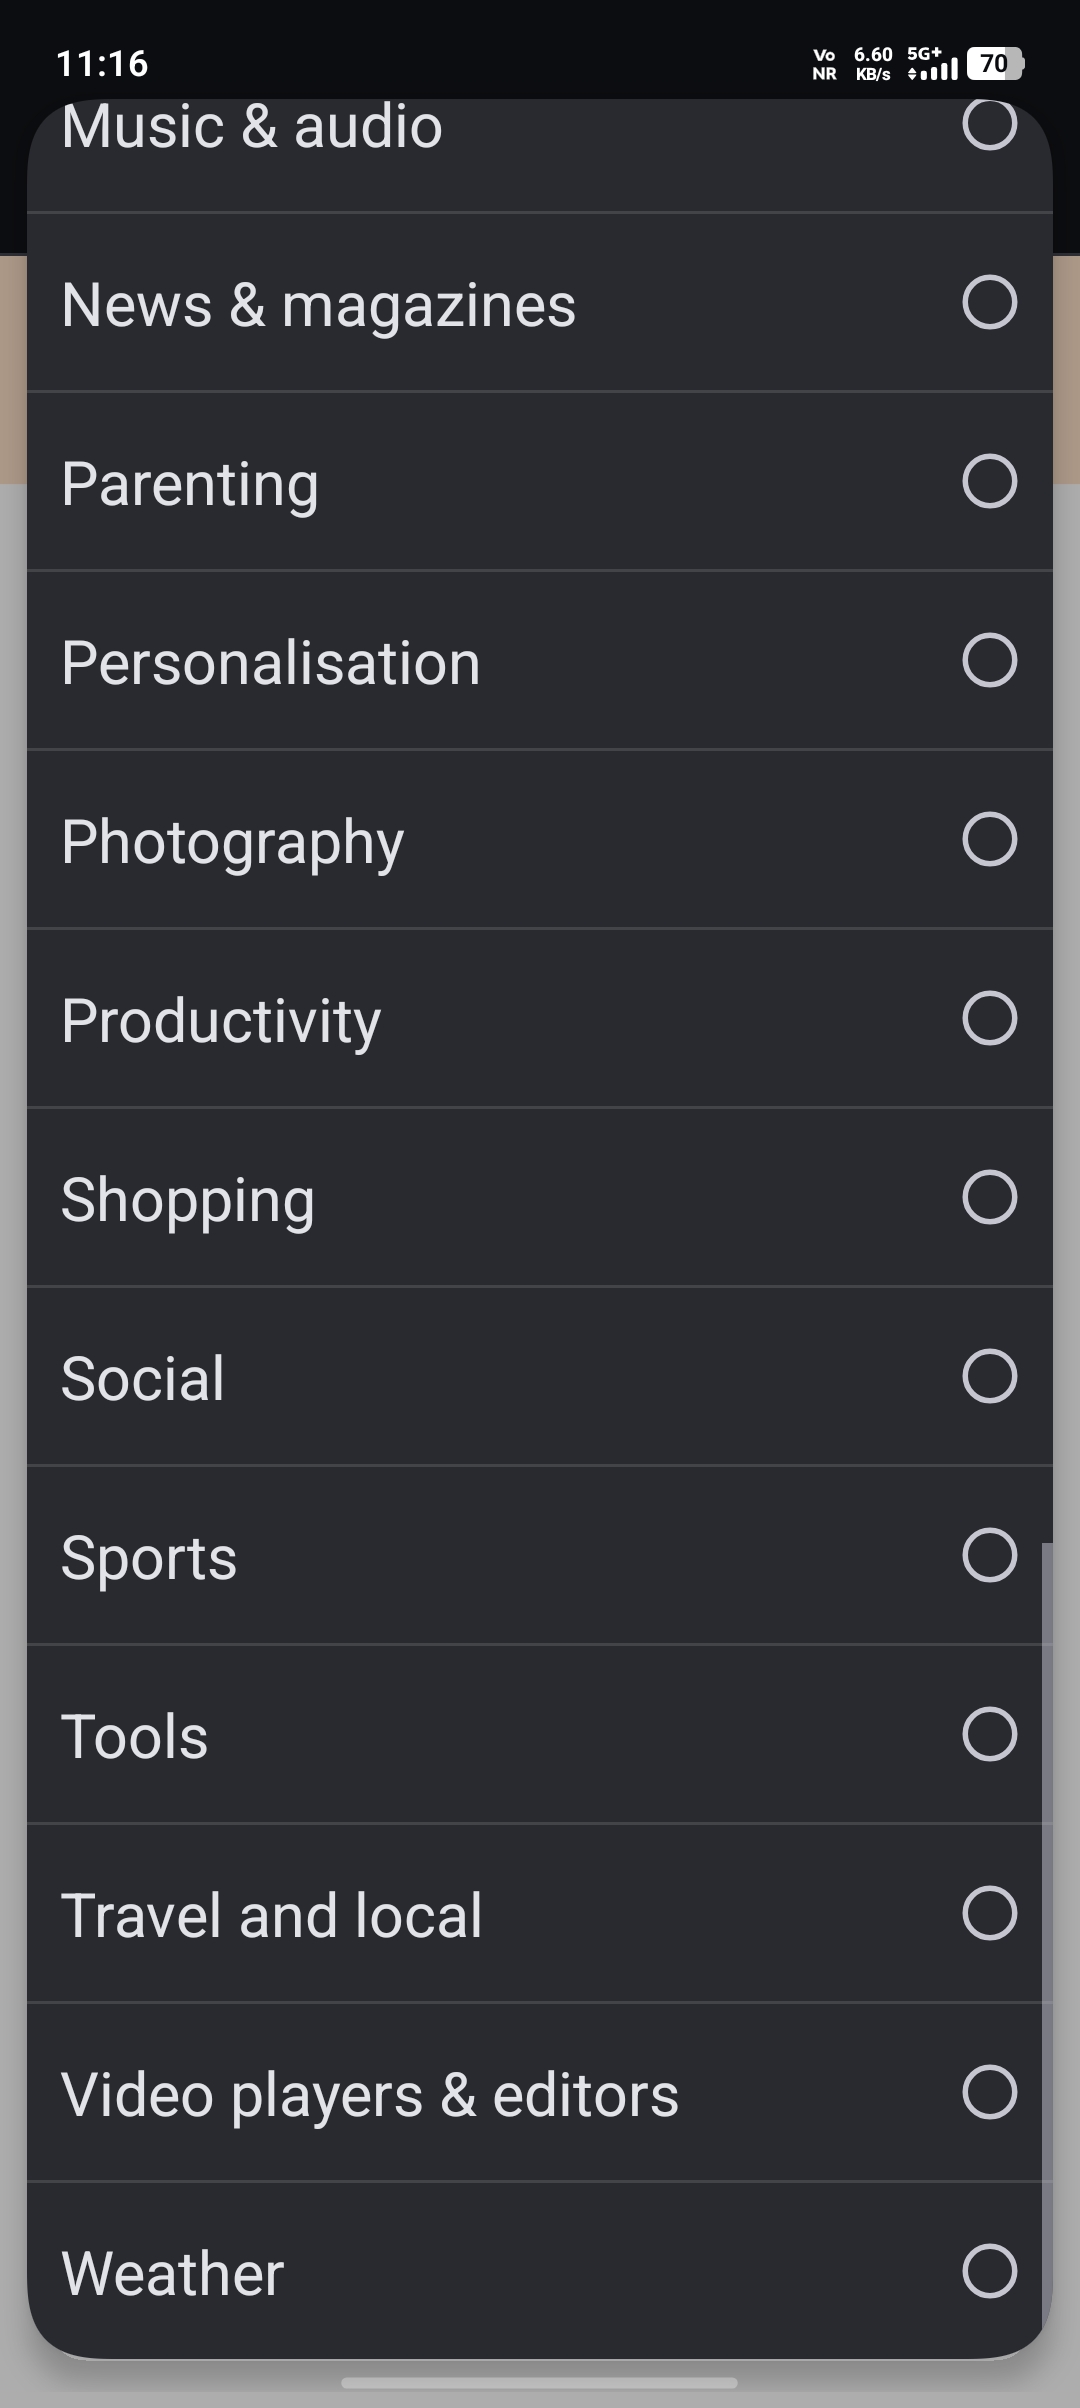 11:16
Vo NR 6.60 KB/s 5G+ 70
Music & audio
News & magazines
Parenting
Personalisation
Photography
Productivity
Shopping
Social
Sports
Tools
Travel and local
Video players & editors
Weather